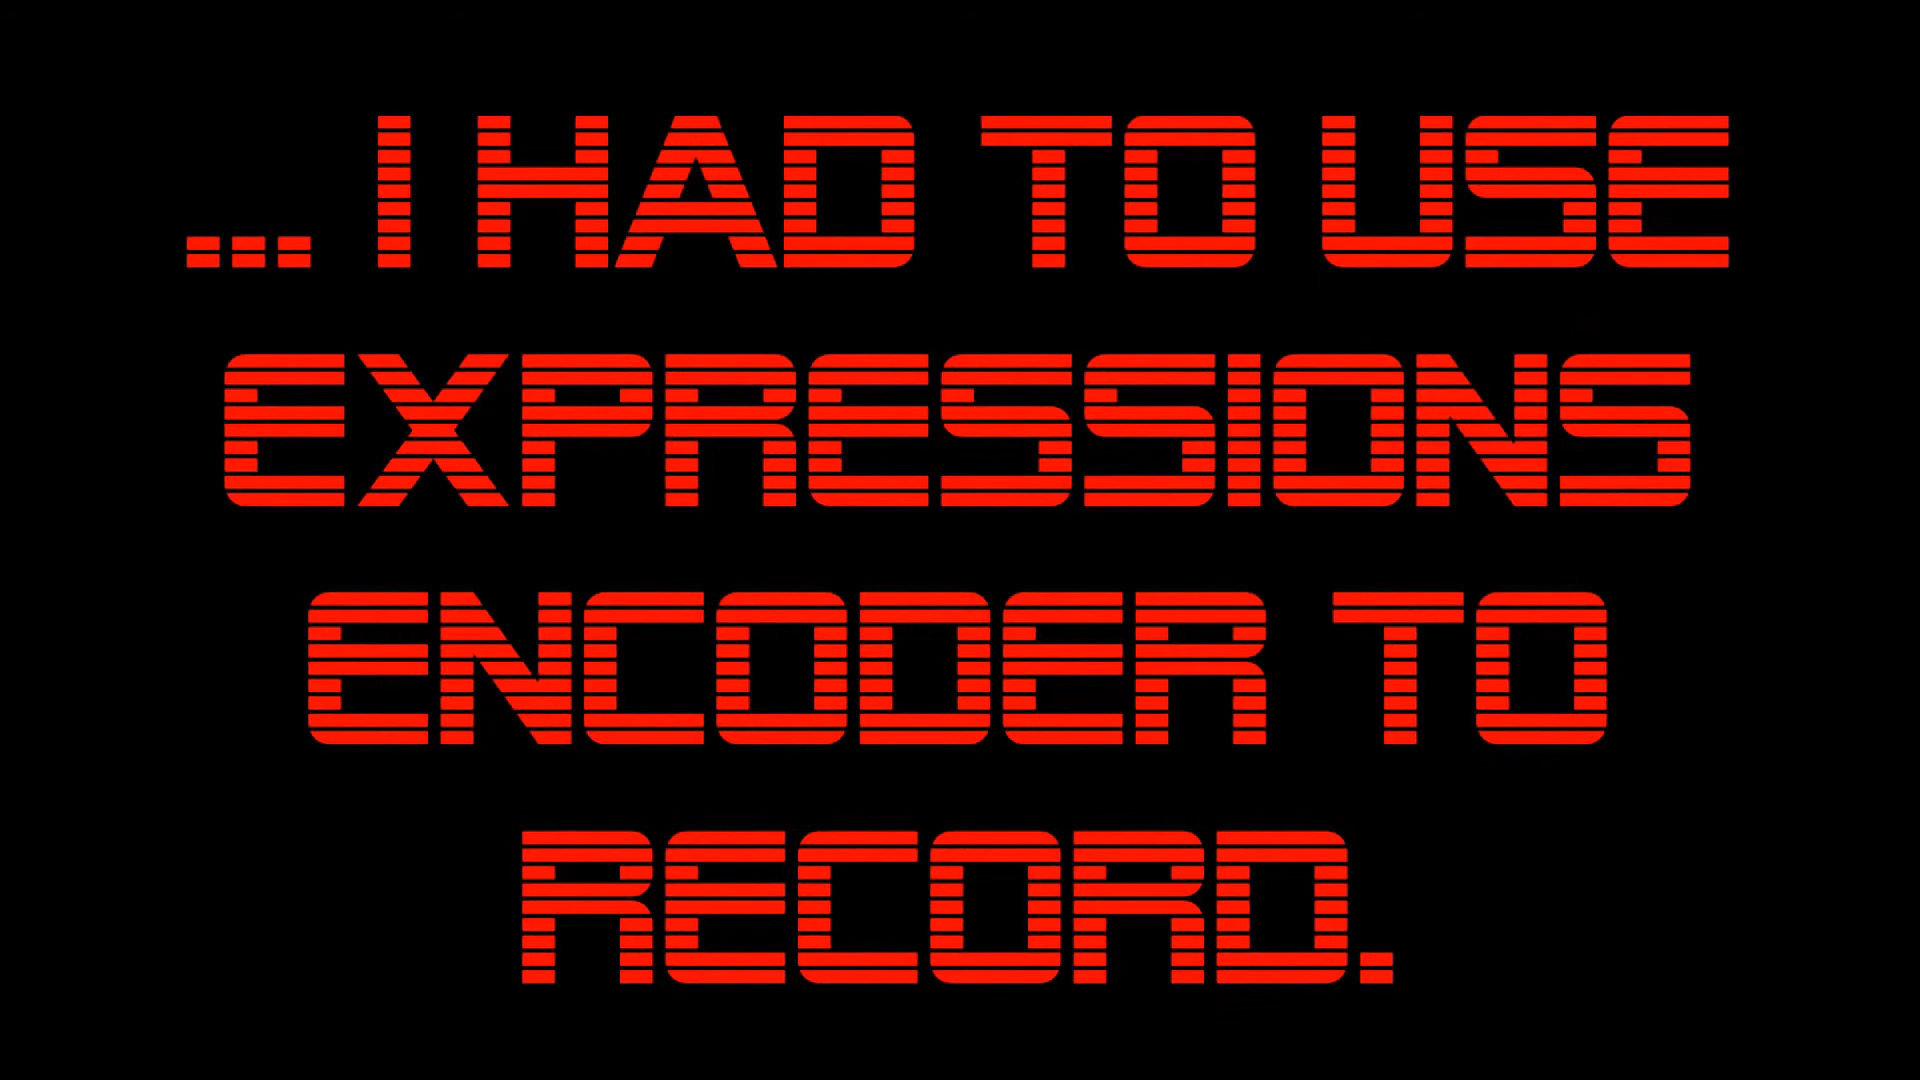 ... I HAD TO USE
EXPRESSIONS
ENCODER TO
RECORD.